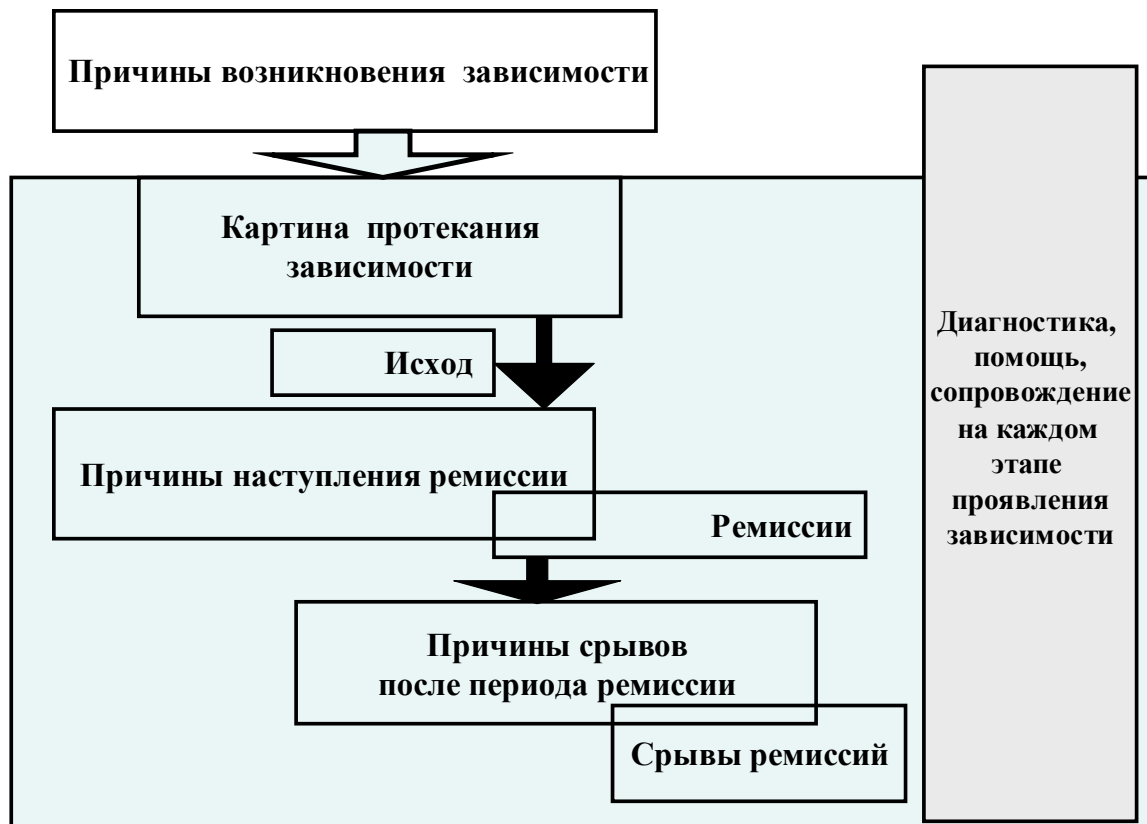 Причины возникновения зависимости
Картина протекания
зависимости
Исход
Причины наступления ремиссии
Ремиссии
Причины срывов
после периода ремиссии
Срывы ремиссий
Диагностика,
помощь,
сопровождение
на каждом
этапе
проявления
зависимости